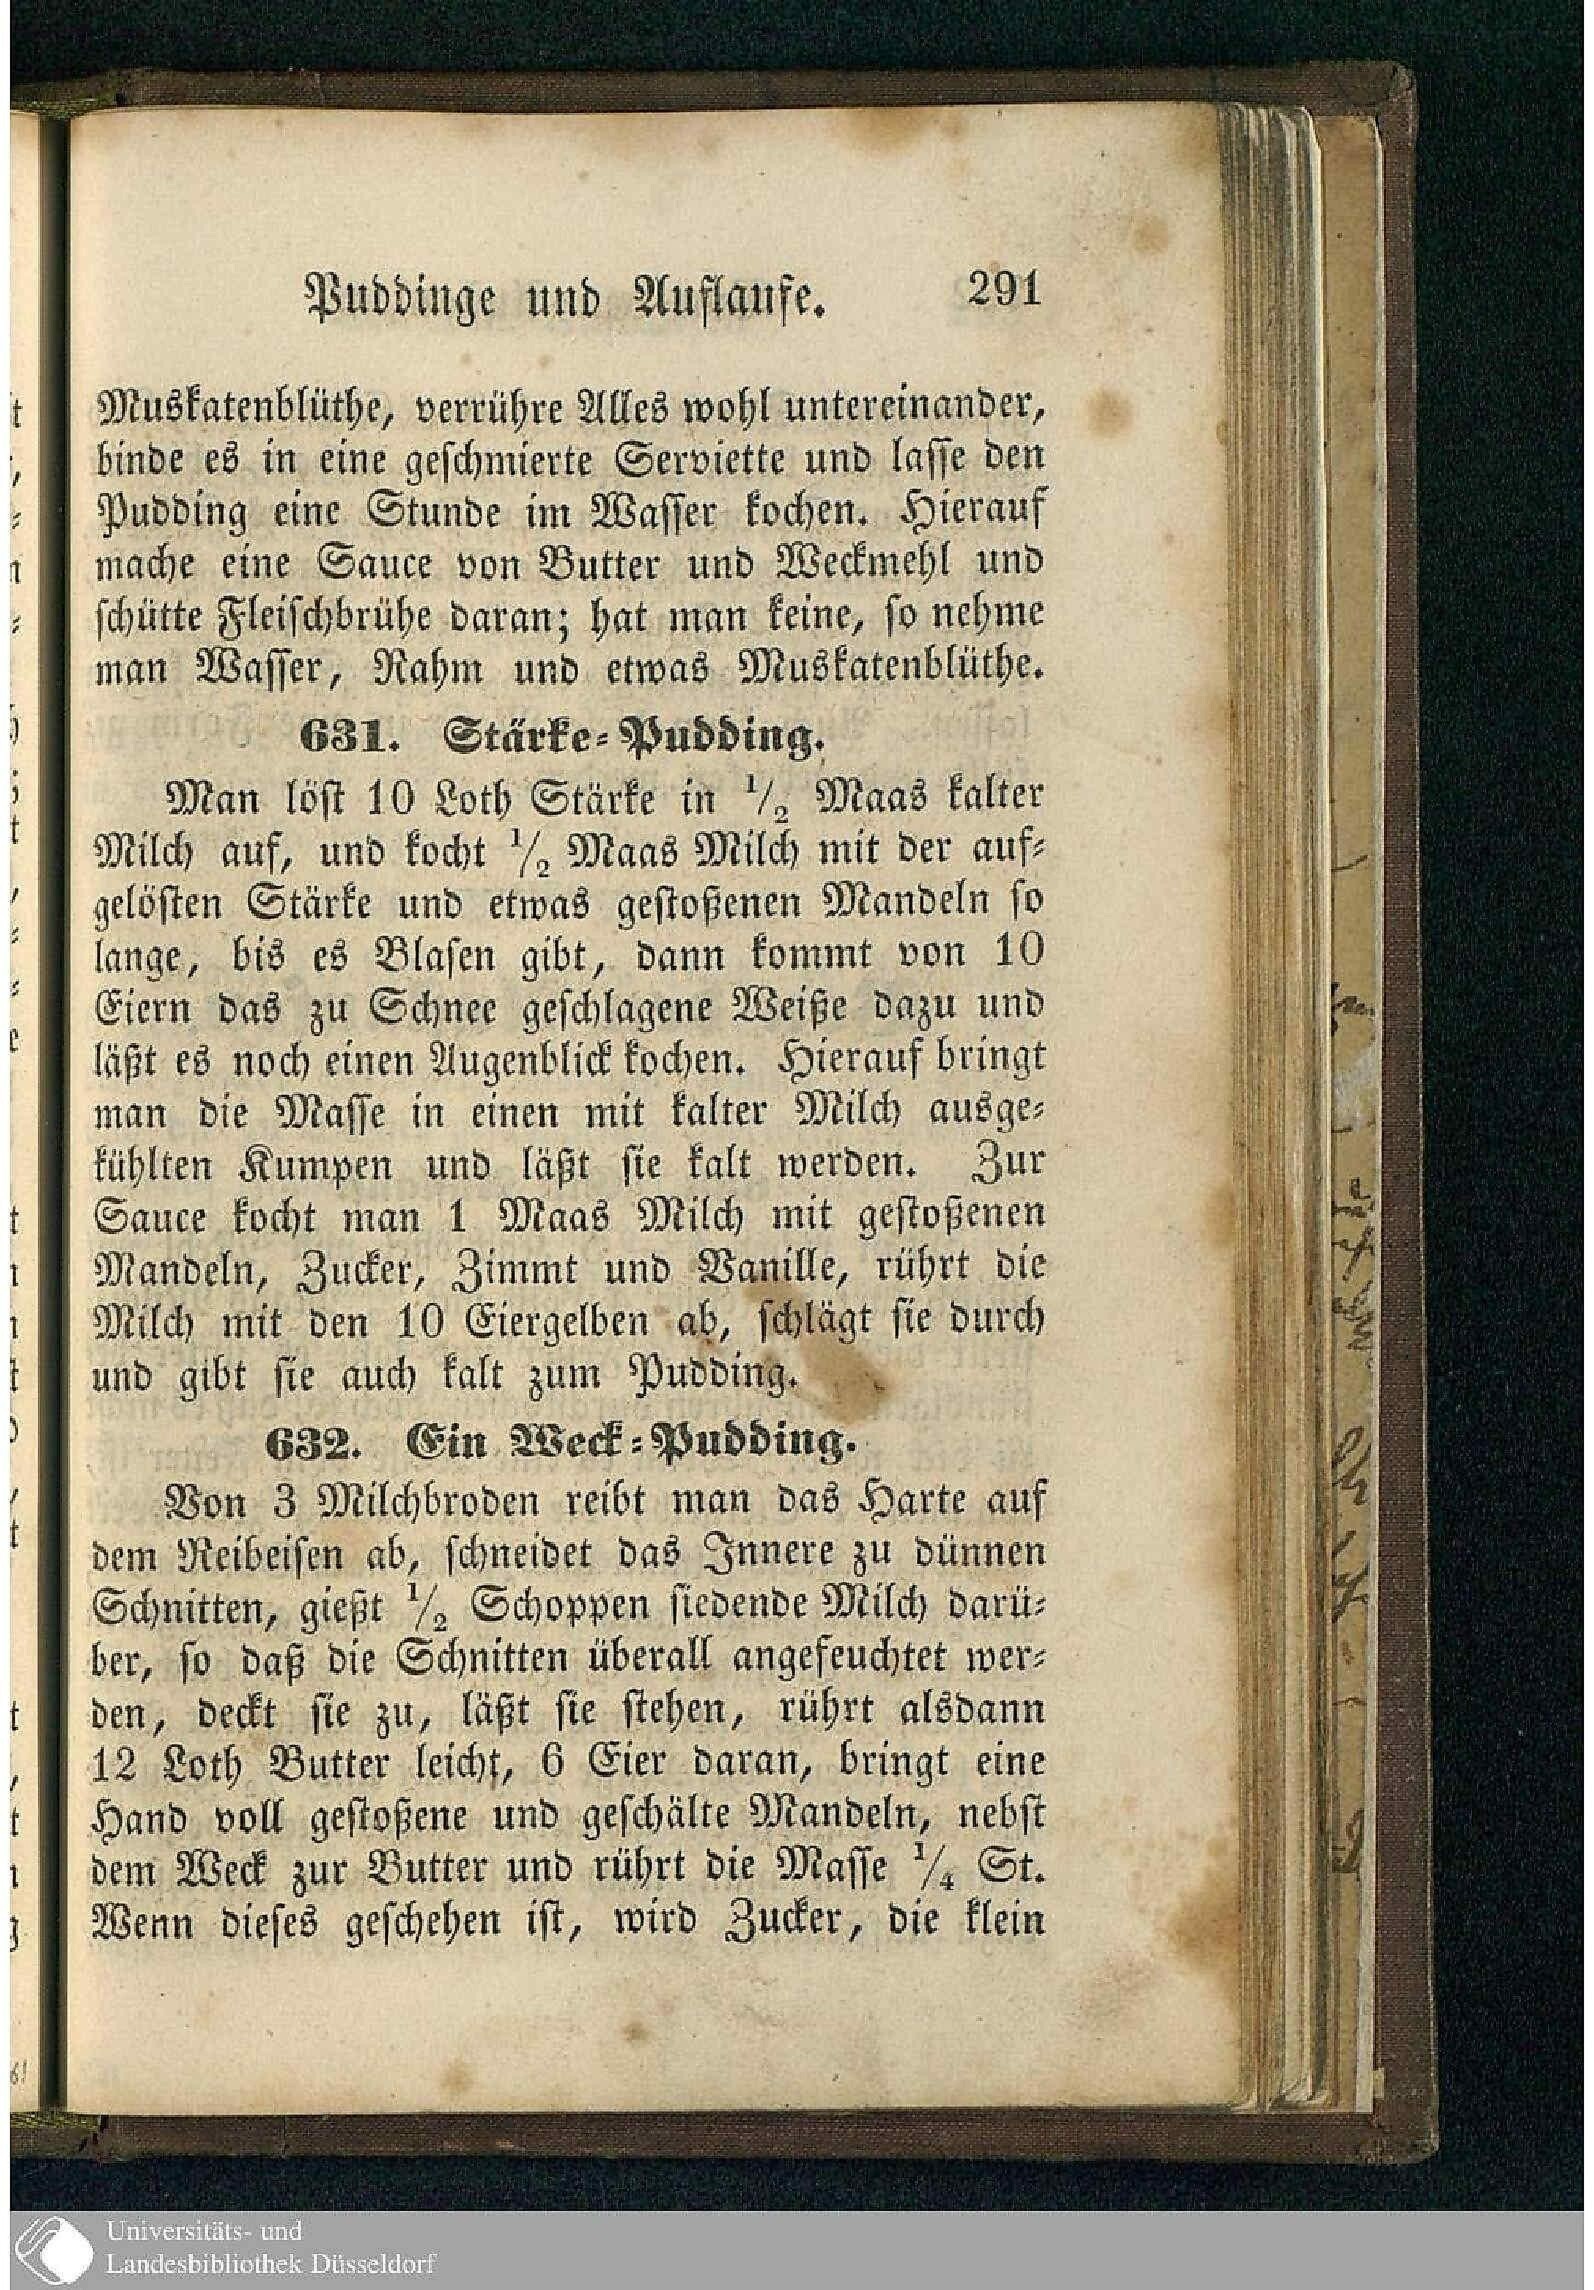 Puddinge und Auflaufe. 291
Muskatenblüthe, verrühre Alles wohl untereinander,
binde es in eine geschmierte Serviette und lasse den
Pudding eine Stunde im Wasser kochen. Hierauf
mache eine Sauce von Butter und Weckmehl und
schütte Fleischbrühe daran; hat man keine, so nehme
man Wasser, Rahm und etwas Muskatenblüthe.
631. Stärke-Pudding.
Man löst 10 Loth Stärke in 1/2 Maas kalter
Milch auf, und kocht 1/2 Maas Milch mit der auf-
gelösten Stärke und etwas gestoßenen Mandeln so
lange, bis es Blasen gibt, dann kommt von 10
Eiern das zu Schnee geschlagene Weiße dazu und
läßt es noch einen Augenblick kochen. Hierauf bringt
man die Masse in einen mit kalter Milch ausge-
kühlten Kumpen und läßt sie kalt werden. Zur
Sauce kocht man 1 Maas Milch mit gestoßenen
Mandeln, Zucker, Zimmt und Vanille, rührt die
Milch mit den 10 Eiergelben ab, schlägt sie durch
und gibt sie auch kalt zum Pudding.
632. Ein Weck-Pudding.
Von 3 Milchbroden reibt man das Harte auf
dem Reibeisen ab, schneidet das Innere zu dünnen
Schnitten, gießt 1/2 Schoppen siedende Milch darü-
ber, so daß die Schnitten überall angefeuchtet wer-
den, deckt sie zu, läßt sie stehen, rührt alsdann
12 Loth Butter leicht, 6 Eier daran, bringt eine
Hand voll gestoßene und geschälte Mandeln, nebst
dem Weck zur Butter und rührt die Masse 1/4 St.
Wenn dieses geschehen ist, wird Zucker, die klein
Universitäts- und
Landesbibliothek Düsseldorf